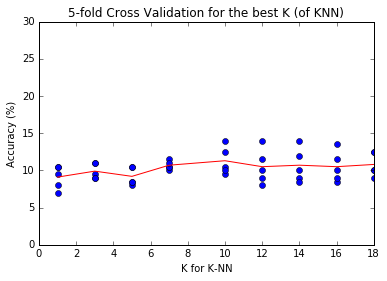 5-fold Cross Validation for the best K (of KNN)
30
25
20
15
10
5
0
Accuracy (%)
0 2 4 6 8 10 12 14 16 18
K for K-NN